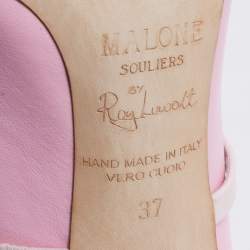 MALONE
SOULIERS
BY
Roy Luwolt
HAND MADE IN ITALY
VERO CUOIO
37